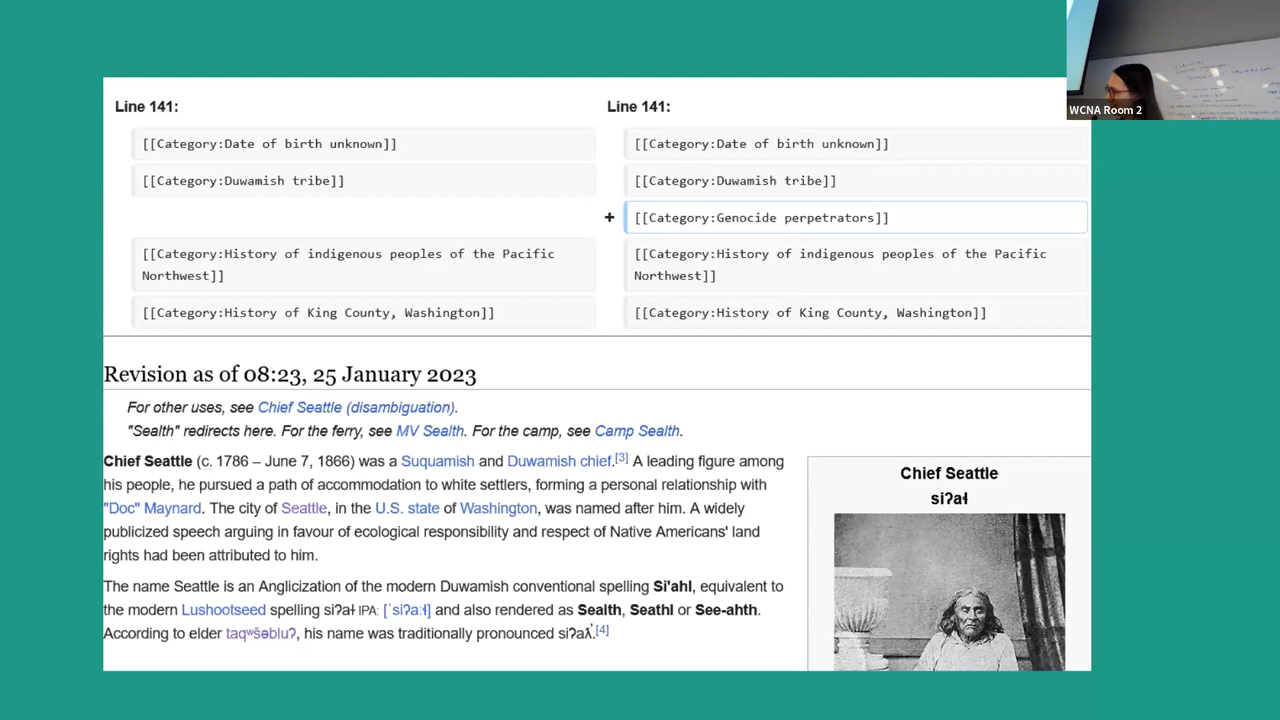 Line 141:
Line 141:
[[Category:Date of birth unknown]]
[[Category:Date of birth unknown]]
[[Category:Duwamish tribe]]
[[Category:Duwamish tribe]]
+ [[Category:Genocide perpetrators]]
[[Category:History of indigenous peoples of the Pacific
Northwest]]
[[Category:History of indigenous peoples of the Pacific
Northwest]]
[[Category:History of King County, Washington]]
[[Category:History of King County, Washington]]
Revision as of 08:23, 25 January 2023
For other uses, see Chief Seattle (disambiguation).
"Sealth" redirects here. For the ferry, see MV Sealth. For the camp, see Camp Sealth.
Chief Seattle (c. 1786 – June 7, 1866) was a Suquamish and Duwamish chief.[3] A leading figure among
his people, he pursued a path of accommodation to white settlers, forming a personal relationship with
"Doc" Maynard. The city of Seattle, in the U.S. state of Washington, was named after him. A widely
publicized speech arguing in favour of ecological responsibility and respect of Native Americans' land
rights had been attributed to him.
The name Seattle is an Anglicization of the modern Duwamish conventional spelling Si'ahl, equivalent to
the modern Lushootseed spelling siʔaɬ IPA: [ˈsiʔaːɬ] and also rendered as Sealth, Seathl or See-ahth.
According to elder taqʷšəbluʔ, his name was traditionally pronounced siʔaƛ̓.[4]
Chief Seattle
siʔaɬ
WCNA Room 2